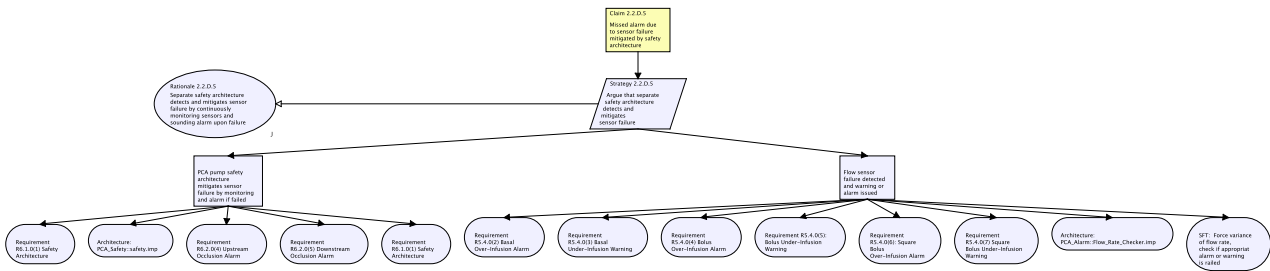 Claim 2.2.D.5
Missed alarm due
to sensor failure
mitigated by safety
architecture
Rationale 2.2.D.5
Separate safety architecture
detects and mitigates sensor
failure by continuously
monitoring sensors and
sounding alarm upon failure
J
Strategy 2.2.D.5
Argue that separate
safety architecture
detects and
mitigates
sensor failure
PCA pump safety
architecture
mitigates sensor
failure by monitoring
and alarm if failed
Flow sensor
failure detected
and warning or
alarm issued
Requirement
R6.1.0(1) Safety
Architecture
Architecture:
PCA_Safety::safety.imp
Requirement
R6.2.0(4) Upstream
Occlusion Alarm
Requirement
R6.2.0(5) Downstream
Occlusion Alarm
Requirement
R6.1.0(1) Safety
Architecture
Requirement
R5.4.0(2) Basal
Over-Infusion Alarm
Requirement
R5.4.0(3) Basal
Under-Infusion Warning
Requirement
R5.4.0(4) Bolus
Over-Infusion Alarm
Requirement R5.4.0(5):
Bolus Under-Infusion
Warning
Requirement
R5.4.0(6): Square
Bolus
Over-Infusion Alarm
Requirement
R5.4.0(7) Square
Bolus Under-Infusion
Warning
Architecture:
PCA_Alarm::Flow_Rate_Checker.imp
SFT: Force variance
of flow rate,
check if appropriat
alarm or warning
is railed